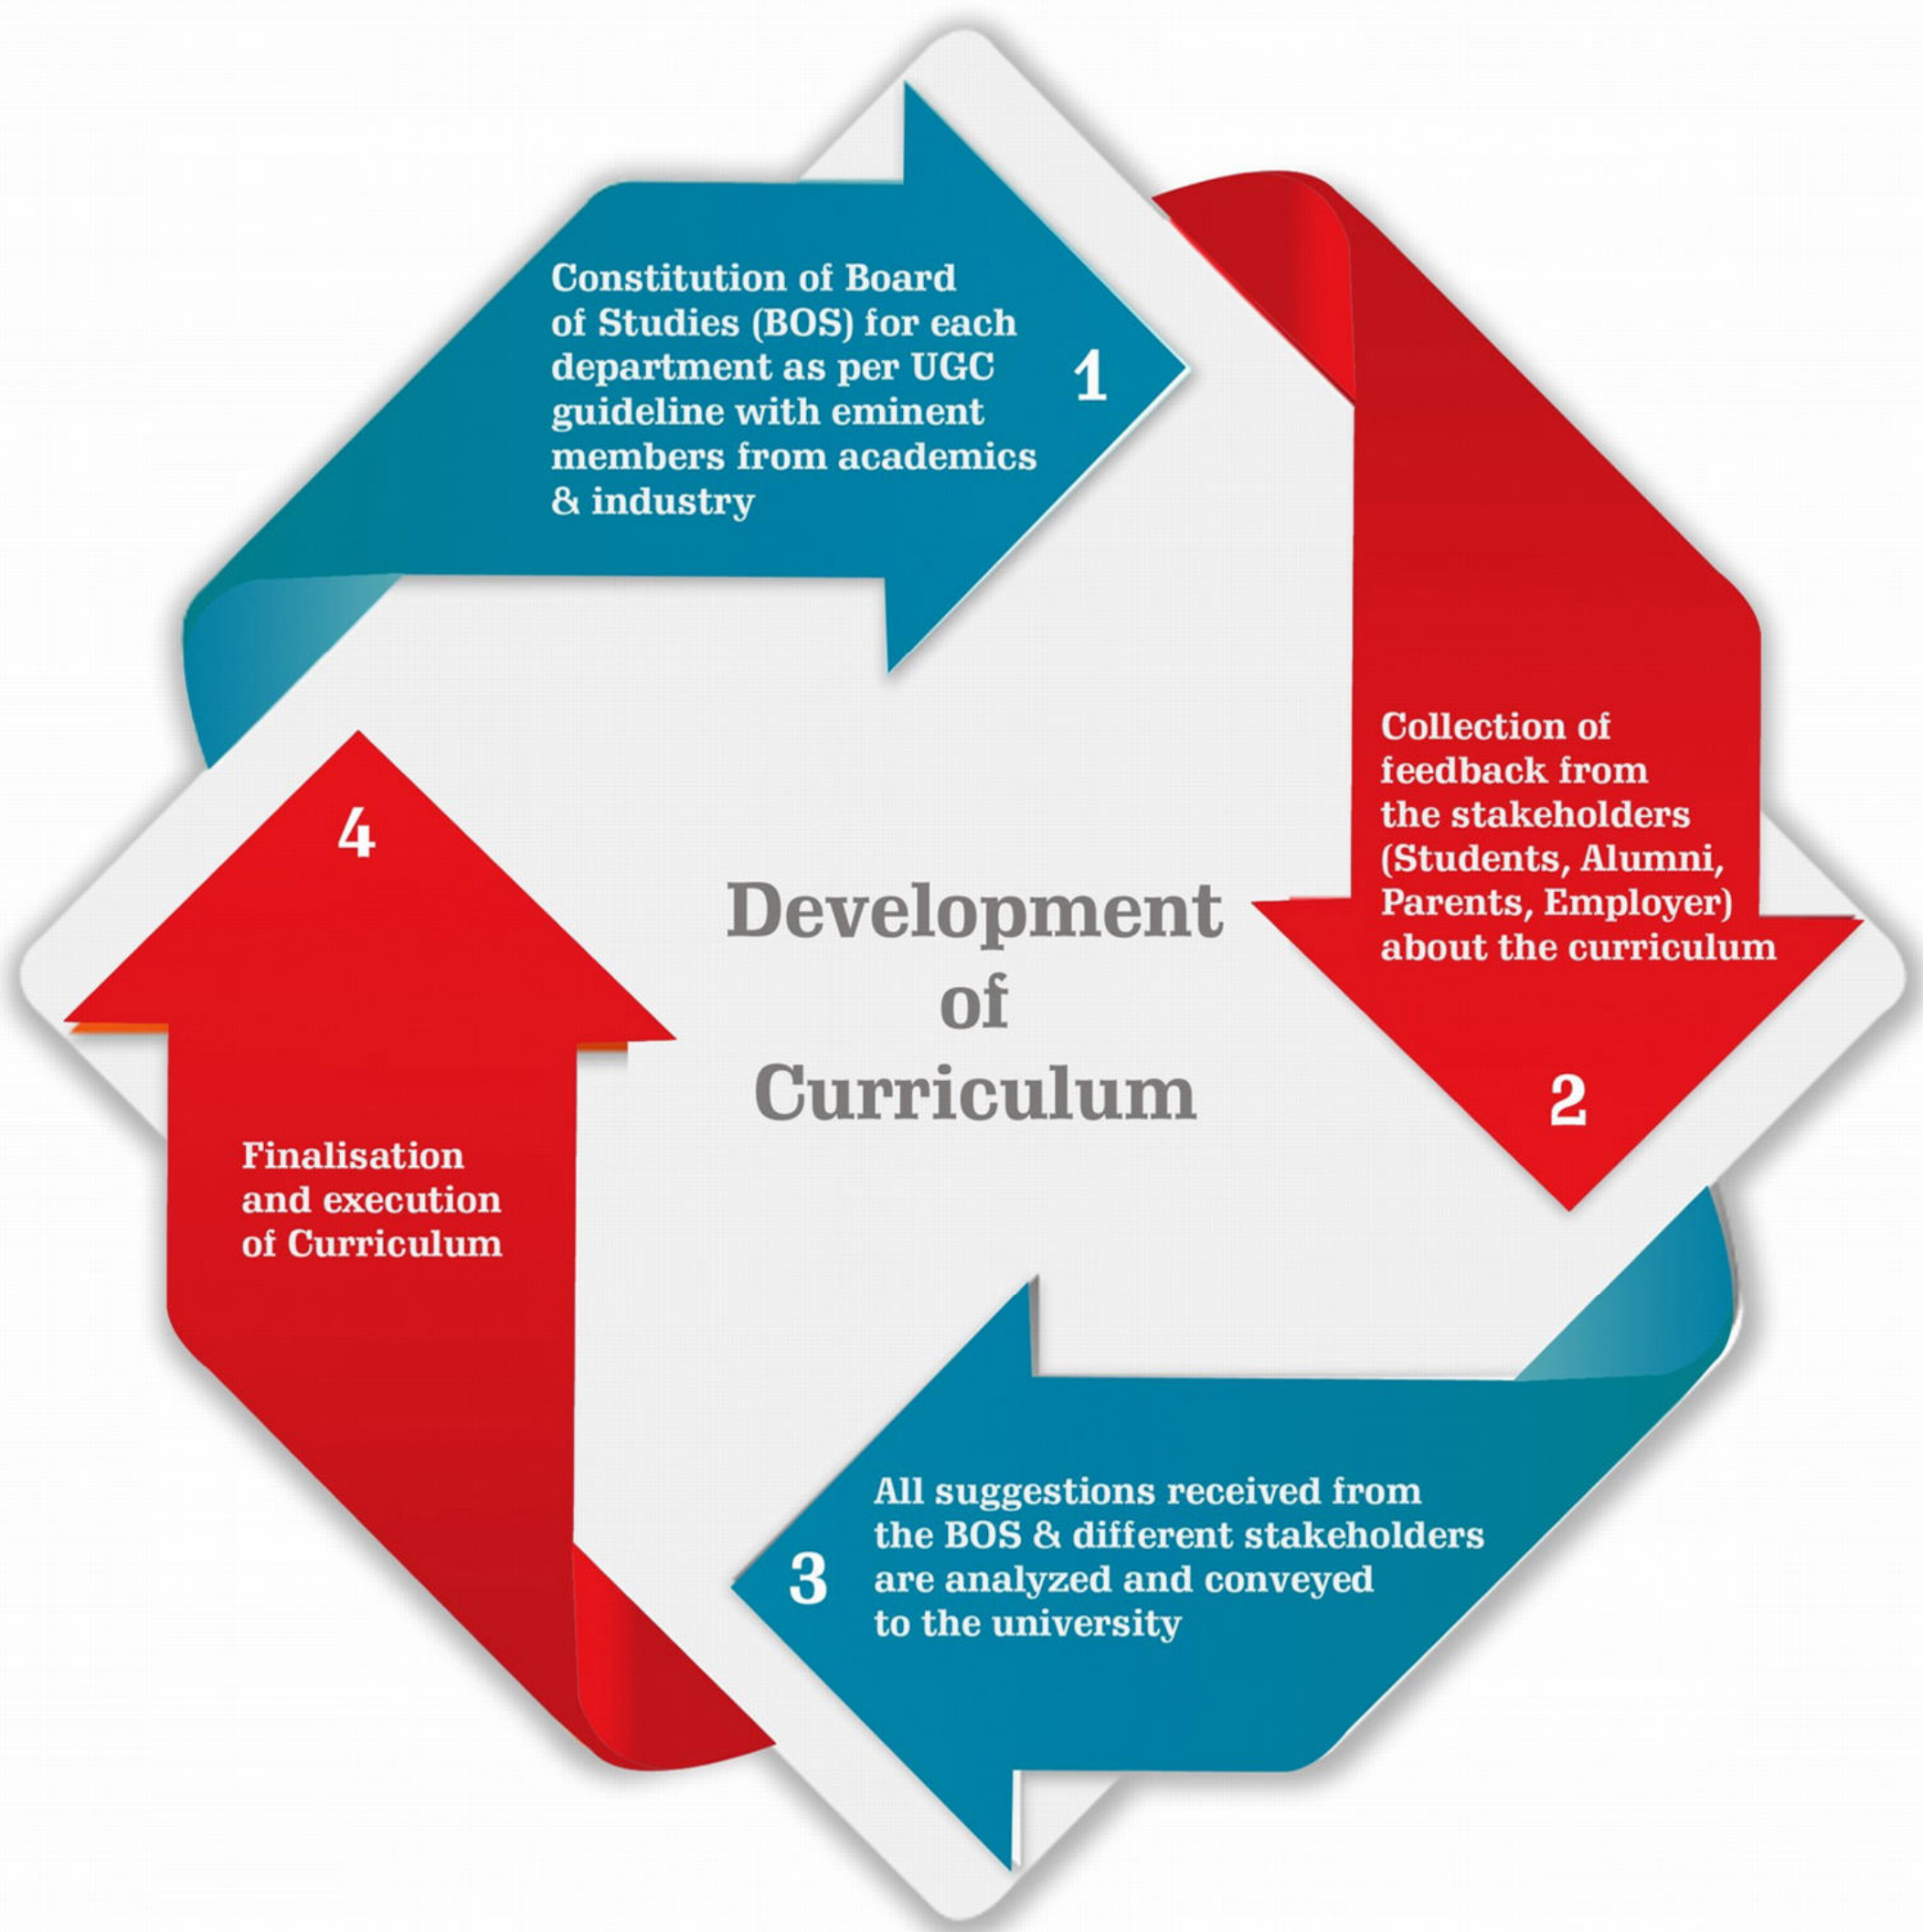 Constitution of Board
of Studies (BOS) for each
department as per UGC
guideline with eminent
members from academics
& industry
1
Collection of
feedback from
the stakeholders
(Students, Alumni,
Parents, Employer)
about the curriculum
2
All suggestions received from
the BOS & different stakeholders
are analyzed and conveyed
to the university
3
4
Finalisation
and execution
of Curriculum
Development
of
Curriculum